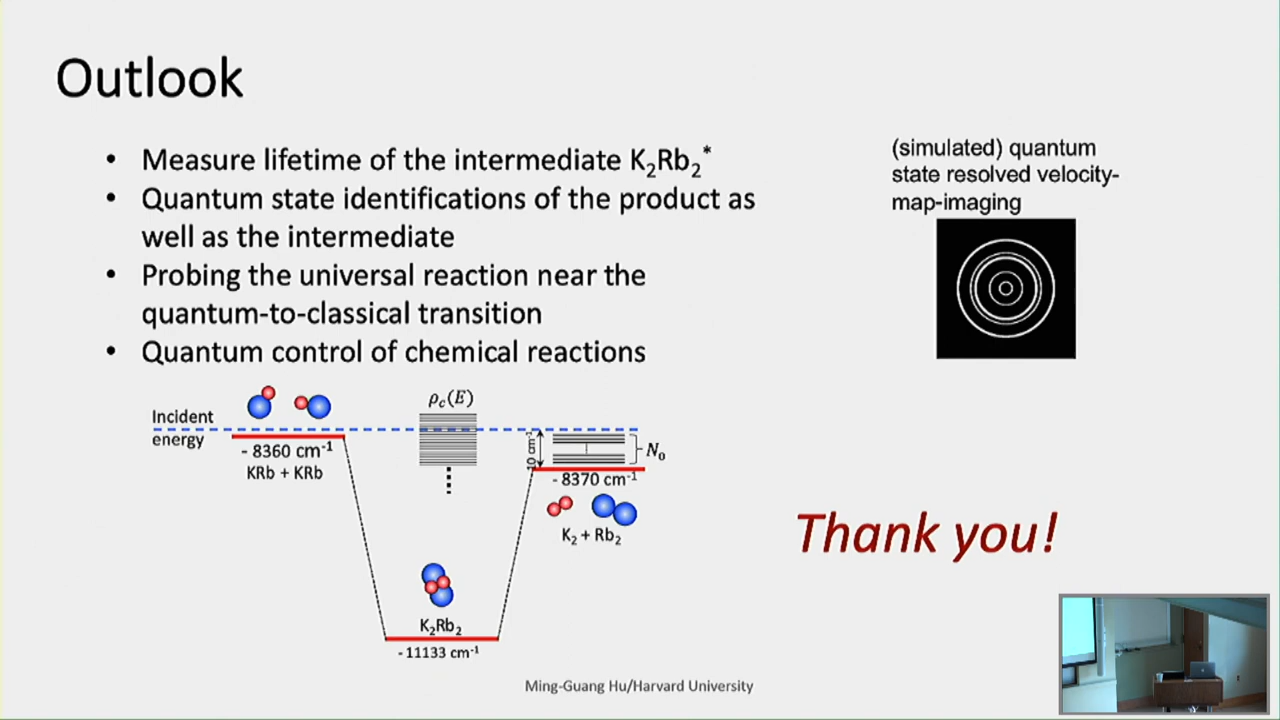 Outlook
• Measure lifetime of the intermediate K₂Rb₂*
• Quantum state identifications of the product as
well as the intermediate
• Probing the universal reaction near the
quantum-to-classical transition
• Quantum control of chemical reactions
(simulated) quantum
state resolved velocity-
map-imaging
Incident
energy
- 8360 cm⁻¹
KRb + KRb
ρc(E)
10 cm⁻¹
N₀
- 8370 cm⁻¹
K₂ + Rb₂
K₂Rb₂
- 11133 cm⁻¹
Thank you!
Ming-Guang Hu/Harvard University